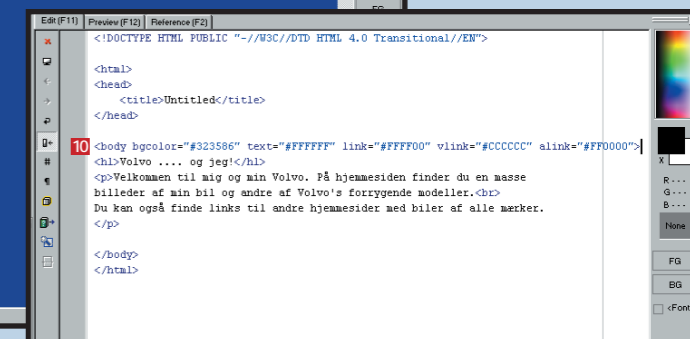 Edit (F11) Preview (F12) Reference (F2)
<!DOCTYPE HTML PUBLIC "-//W3C//DTD HTML 4.0 Transitional//EN">
<html>
<head>
<title>Untitled</title>
</head>
10 <body bgcolor="#323586" text="#FFFFFF" link="#FFFF00" vlink="#CCCCCC" alink="#FF0000">
<h1>Volvo .... og jeg!</h1>
<p>Velkommen til mig og min Volvo. På hjemmesiden finder du en masse
billeder af min bil og andre af Volvo's forrygende modeller.<br>
Du kan også finde links til andre hjemmesider med biler af alle mærker.
</p>
</body>
</html>
X
R - - -
G - - -
B - - -
None
FG
BG
<Font